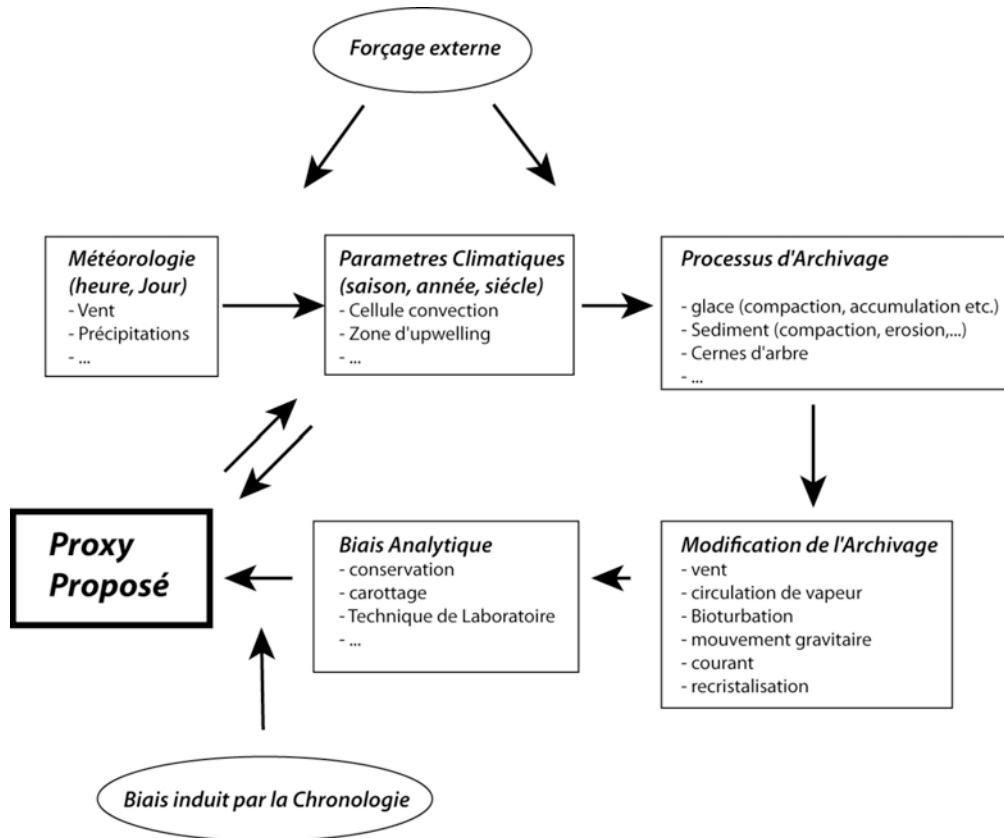 Forçage externe
Météorologie
(heure, Jour)
- Vent
- Précipitations
- ...
Parametres Climatiques
(saison, année, siécle)
- Cellule convection
- Zone d'upwelling
- ...
Processus d'Archivage
- glace (compaction, accumulation etc.)
- Sediment (compaction, erosion,...)
- Cernes d'arbre
- ...
Proxy
Proposé
Biais Analytique
- conservation
- carottage
- Technique de Laboratoire
- ...
Modification de l'Archivage
- vent
- circulation de vapeur
- Bioturbation
- mouvement gravitaire
- courant
- recristalisation
Biais induit par la Chronologie